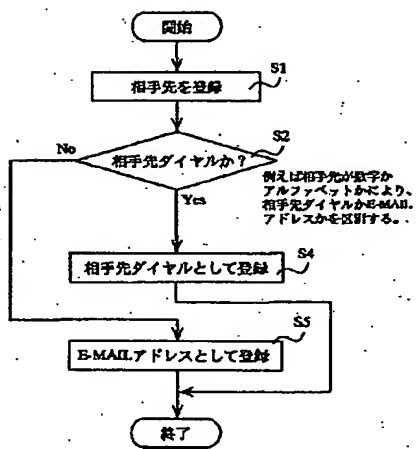 開始
S1
相手先を登録
S2
No
相手先ダイヤルか？
例えば相手先が数字か
アルファベットかにより、
相手先ダイヤルかE-MAIL
アドレスかを区別する。
Yes
S4
相手先ダイヤルとして登録
S5
E-MAILアドレスとして登録
終了